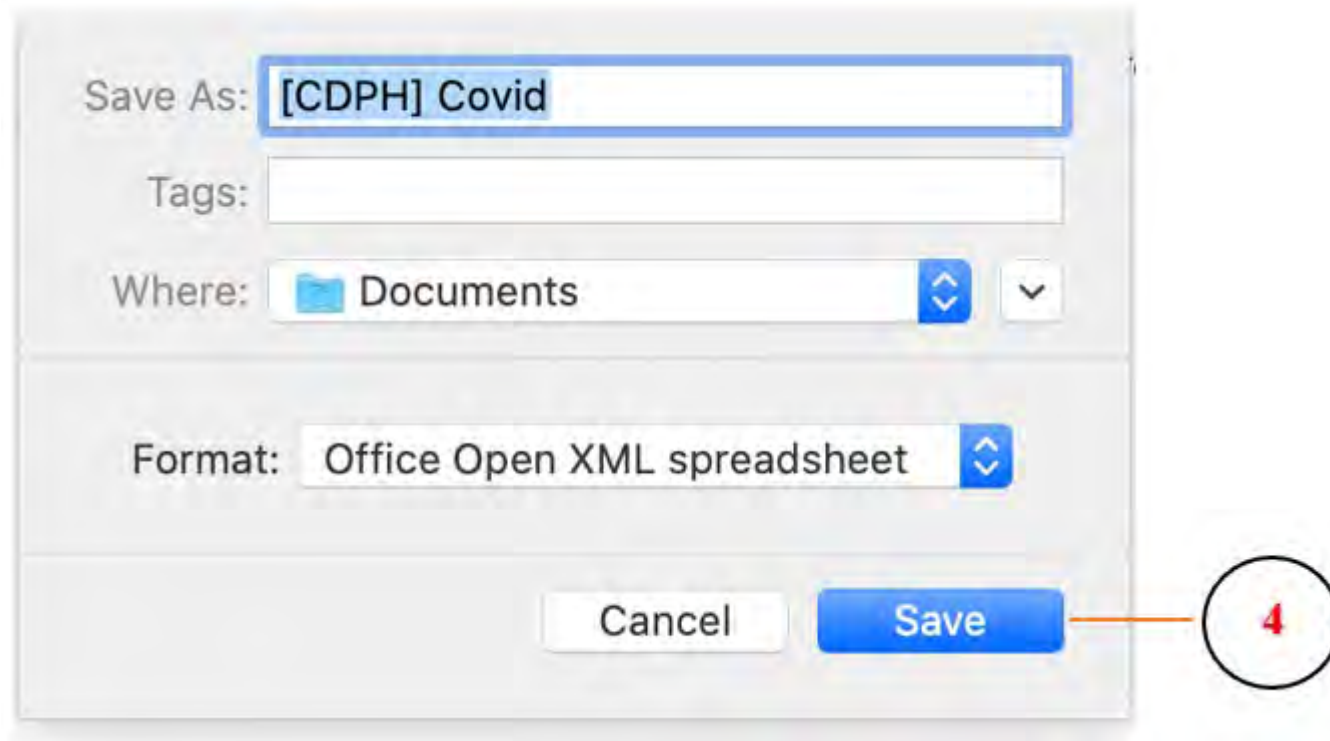 Save As: [CDPH] Covid
Tags:
Where: Documents
Format: Office Open XML spreadsheet
Cancel Save 4